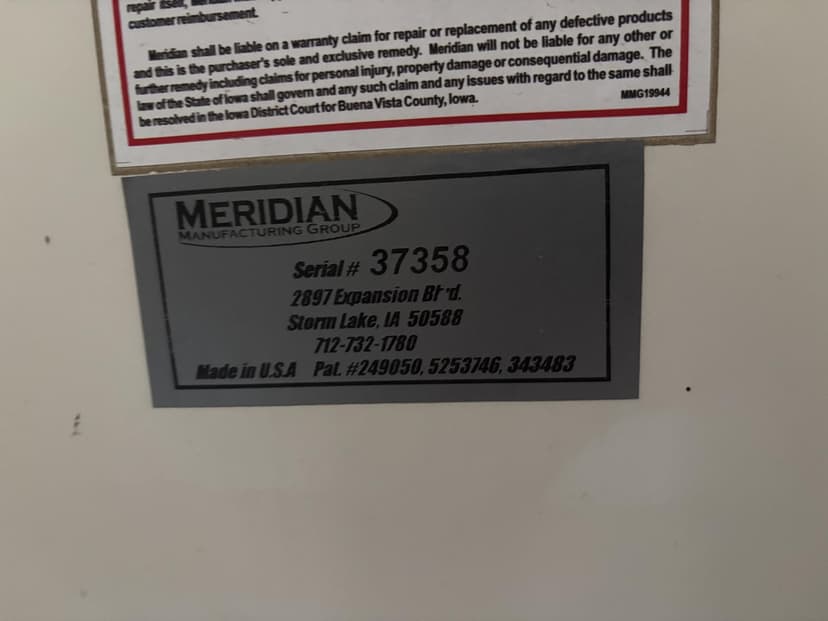 repair itself,
customer reimbursement.
Meridian shall be liable on a warranty claim for repair or replacement of any defective products
and this is the purchaser's sole and exclusive remedy. Meridian will not be liable for any other or
further remedy including claims for personal injury, property damage or consequential damage. The
law of the State of Iowa shall govern and any such claim and any issues with regard to the same shall
be resolved in the Iowa District Court for Buena Vista County, Iowa.
MMG19944
MERIDIAN
MANUFACTURING GROUP
Serial # 37358
2897 Expansion Blvd.
Storm Lake, IA 50588
712-732-1780
Made in U.S.A Pat. #249050, 5253746, 343483